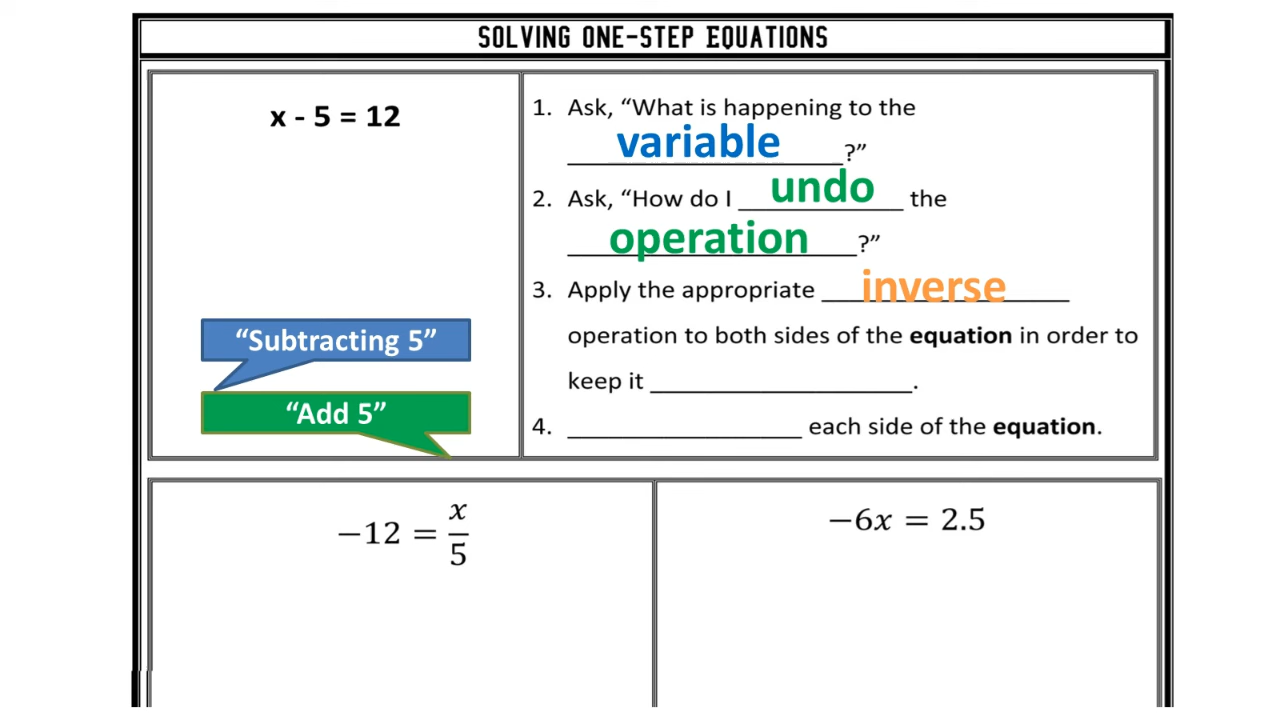 SOLVING ONE-STEP EQUATIONS
x - 5 = 12
“Subtracting 5”
“Add 5”
1. Ask, “What is happening to the
variable ?”
2. Ask, “How do I undo the
operation ?”
3. Apply the appropriate inverse
operation to both sides of the equation in order to
keep it ____________________.
4. __________________ each side of the equation.
−12 = x/5
−6x = 2.5